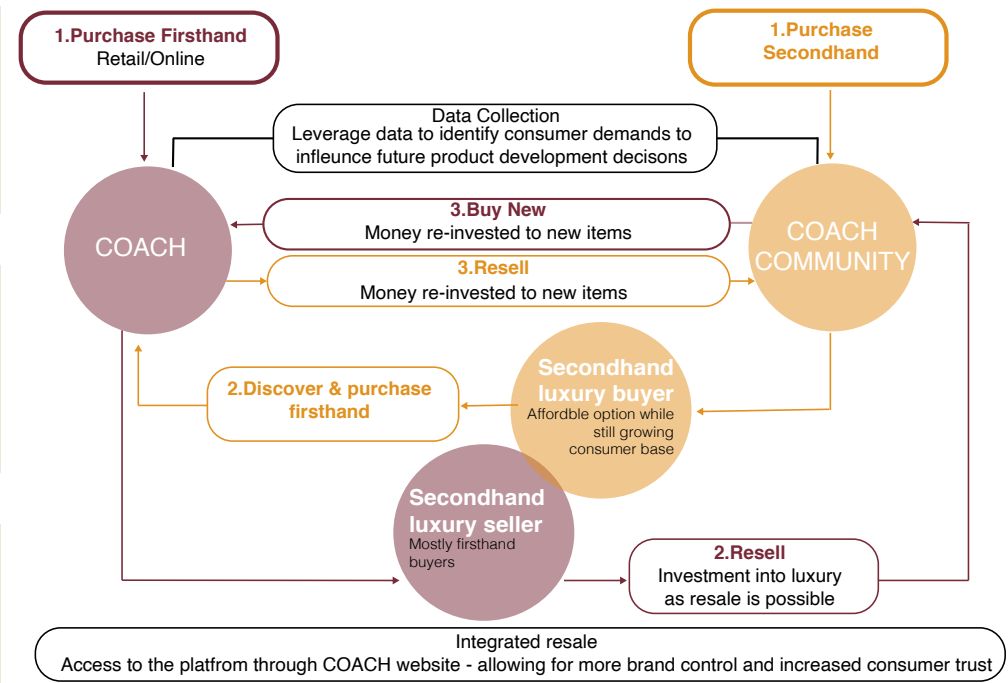 1.Purchase Firsthand
Retail/Online
1.Purchase
Secondhand
Data Collection
Leverage data to identify consumer demands to
infleunce future product development decisons
COACH
3.Buy New
Money re-invested to new items
COACH
COMMUNITY
3.Resell
Money re-invested to new items
2.Discover & purchase
firsthand
Secondhand
luxury buyer
Affordble option while
still growing
consumer base
Secondhand
luxury seller
Mostly firsthand
buyers
2.Resell
Investment into luxury
as resale is possible
Integrated resale
Access to the platfrom through COACH website - allowing for more brand control and increased consumer trust